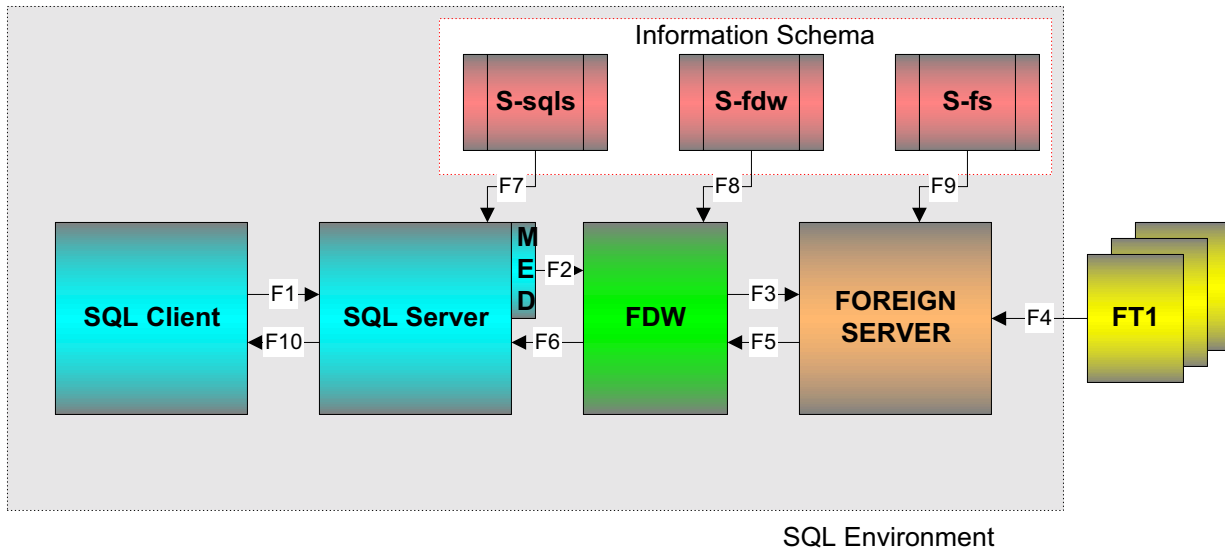 Information Schema
S-sqls
S-fdw
S-fs
F7
F8
F9
M
E
D
F1
F2
F3
F4
SQL Client
SQL Server
FDW
FOREIGN
SERVER
FT1
F10
F6
F5
SQL Environment